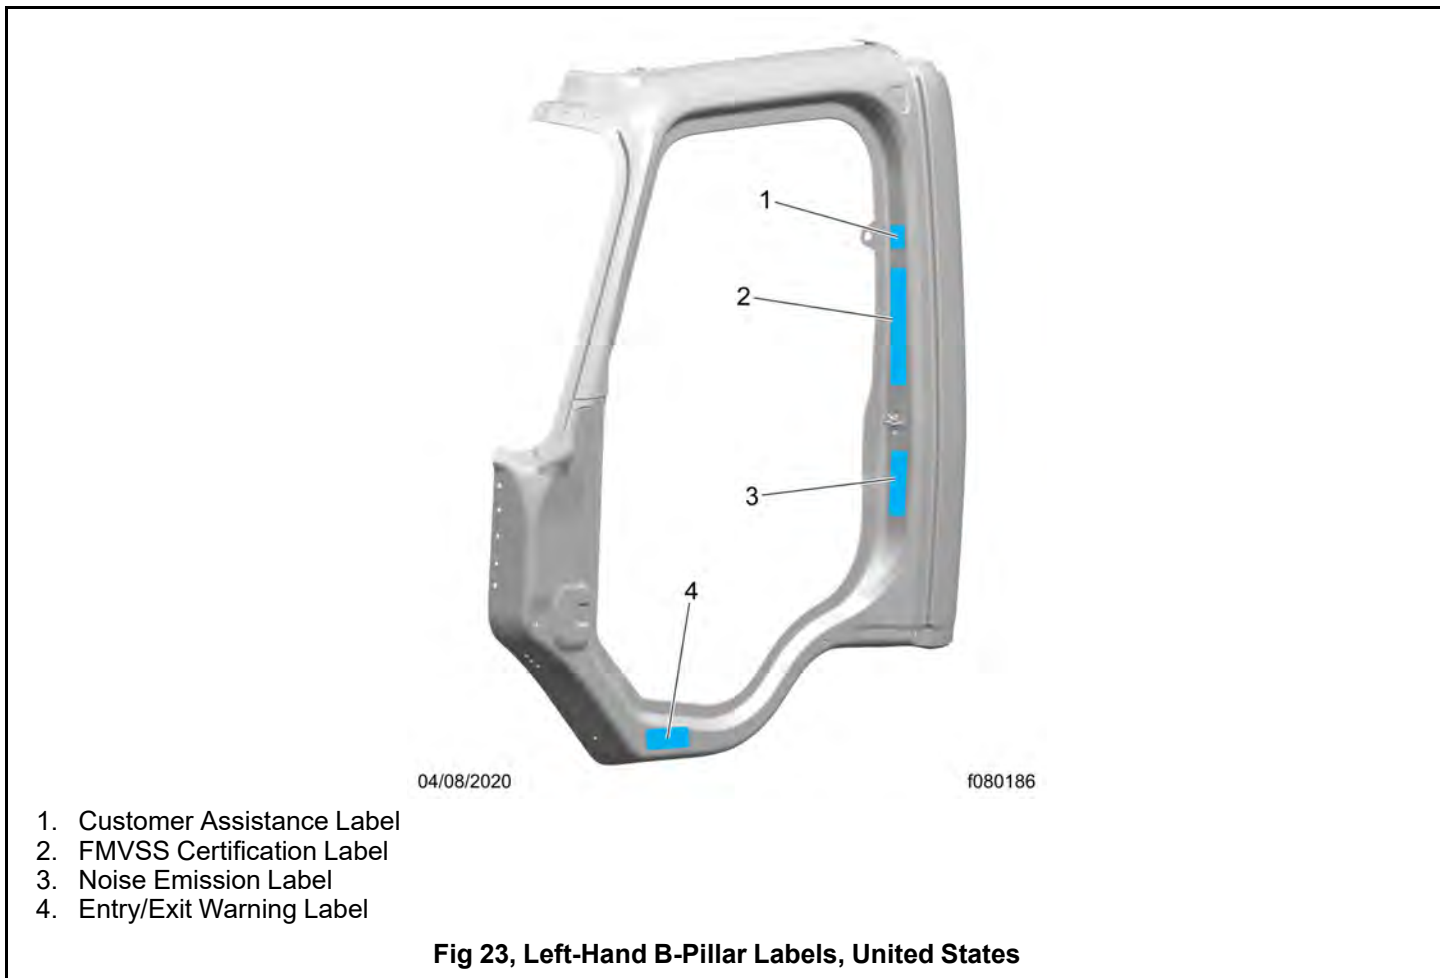 1
2
3
4
04/08/2020 f080186
1. Customer Assistance Label
2. FMVSS Certification Label
3. Noise Emission Label
4. Entry/Exit Warning Label
Fig 23, Left-Hand B-Pillar Labels, United States